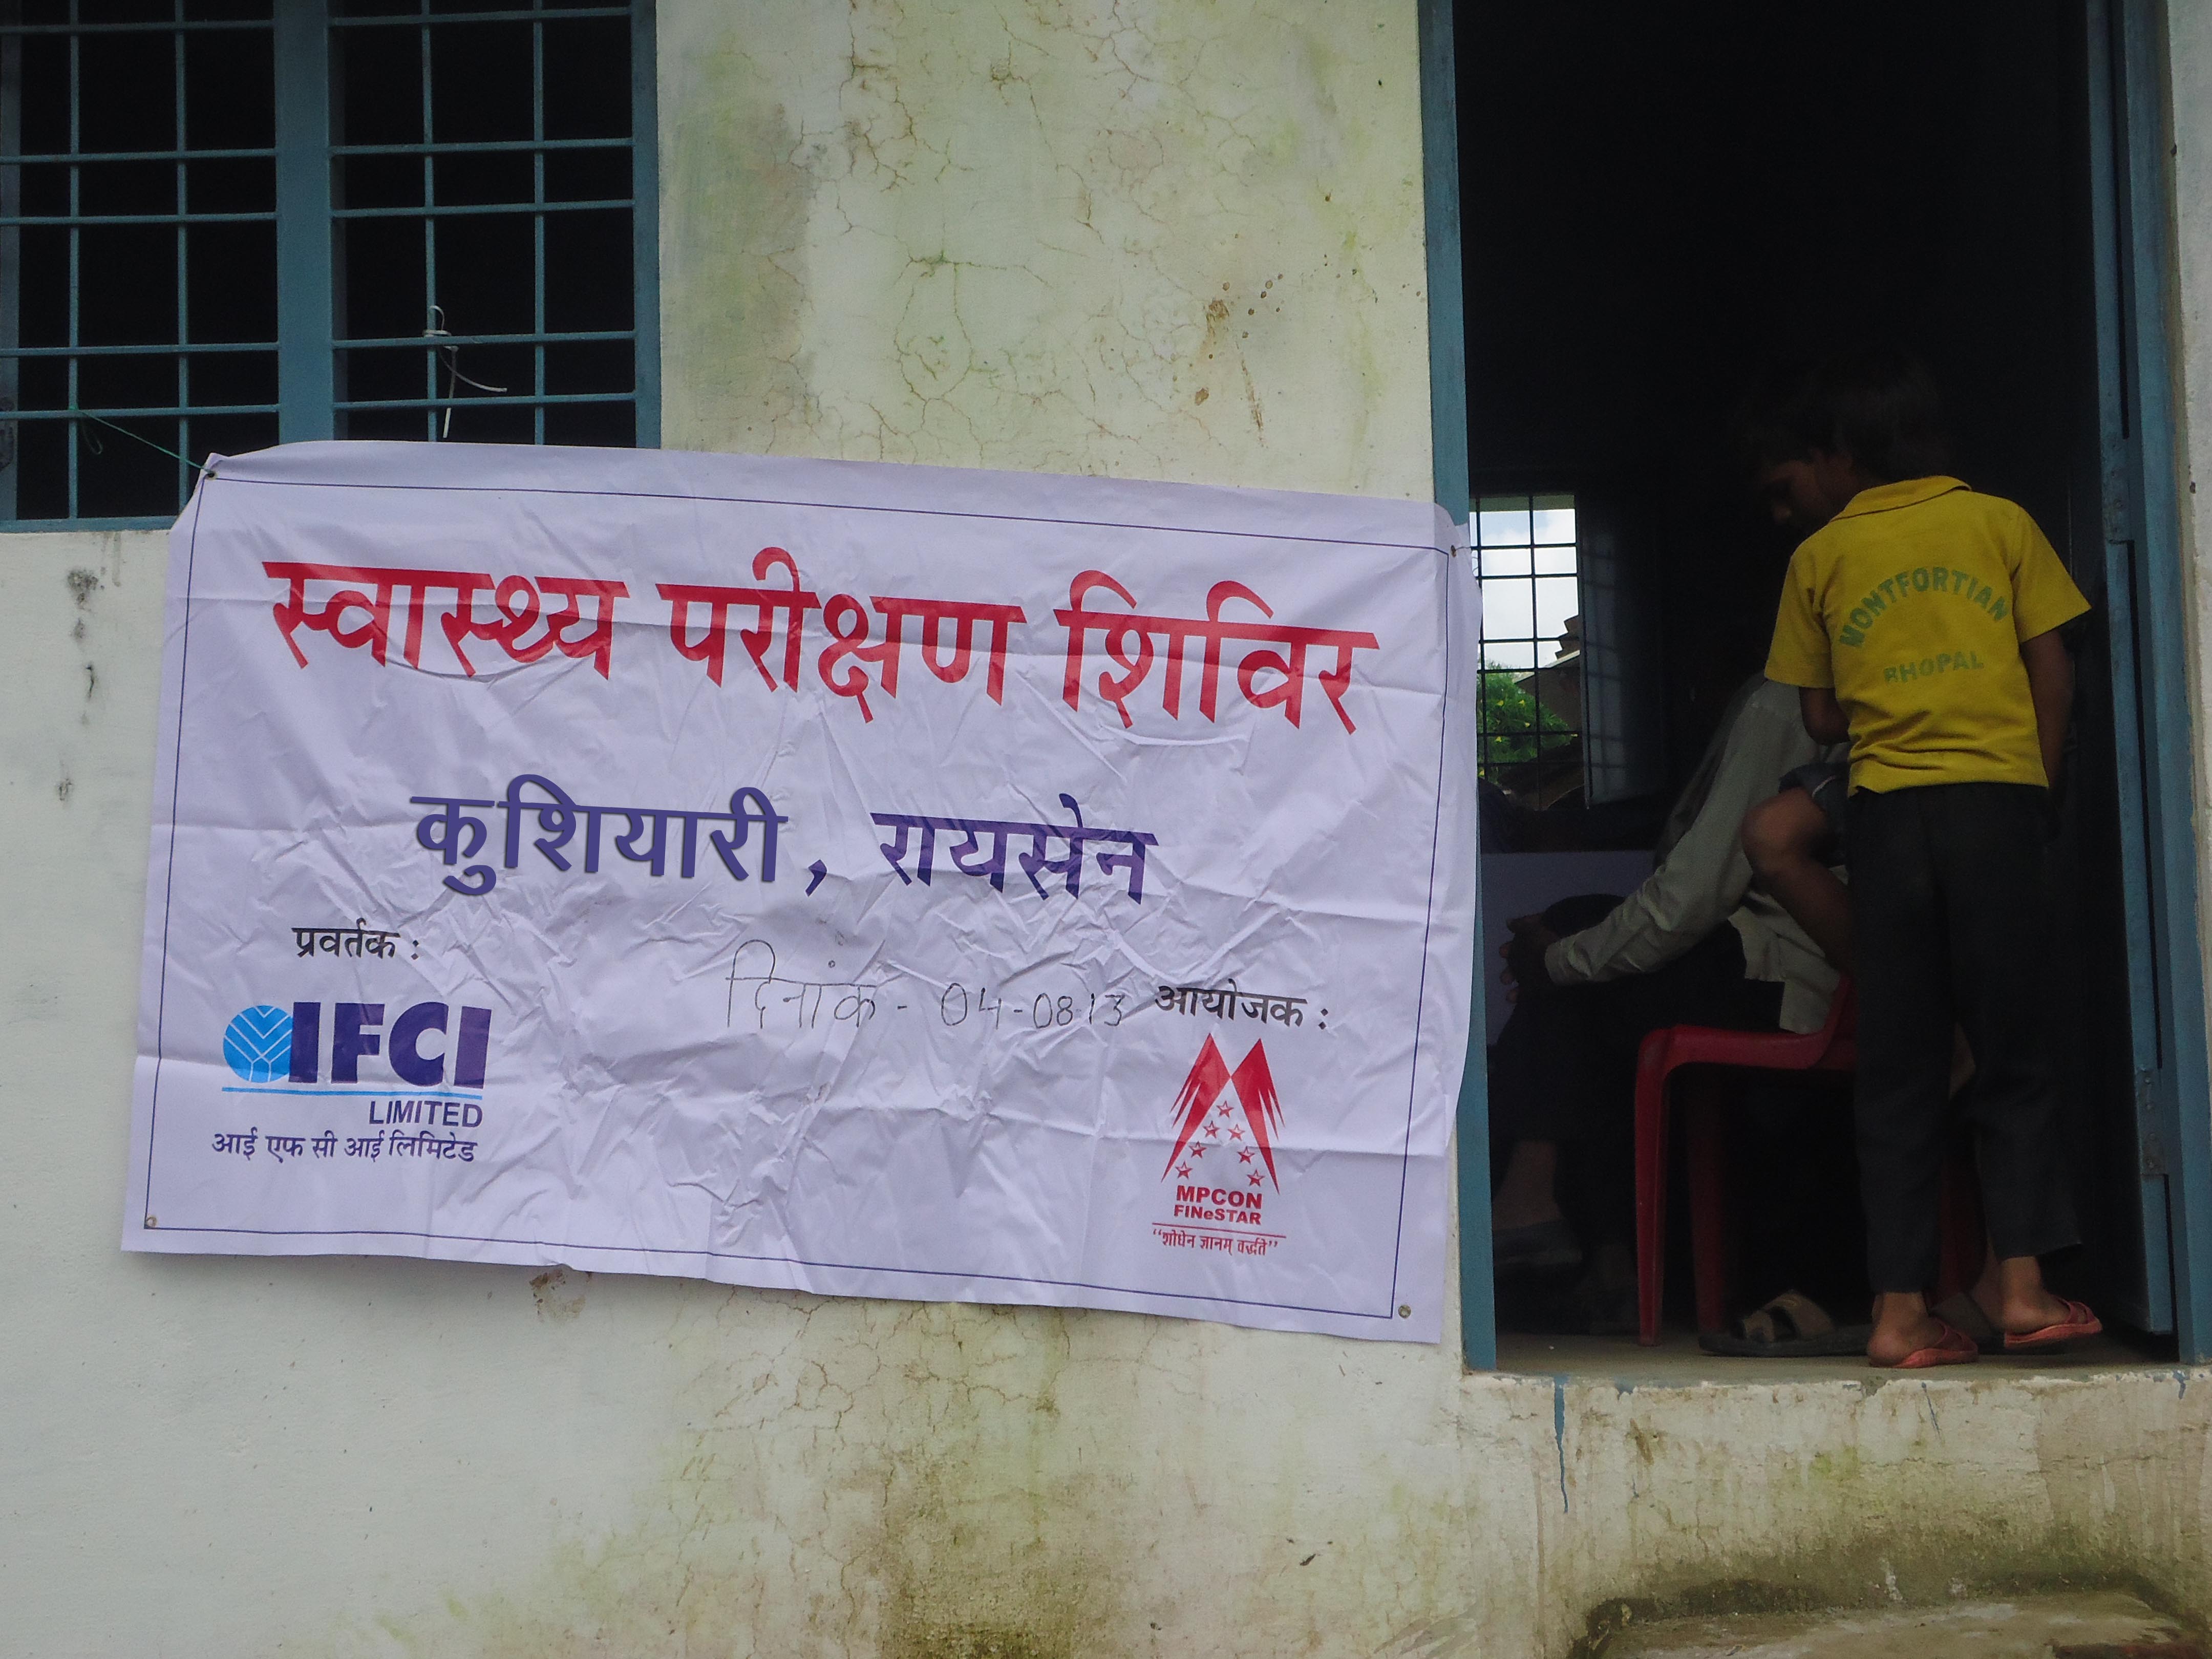 स्वास्थ्य परीक्षण शिविर
कुशियारी, रायसेन
प्रवर्तक :
दिनांक - 04-08-13
आयोजक :
IFCI
LIMITED
आई एफ सी आई लिमिटेड
MPCON
FINeSTAR
"शोधेन ज्ञानम् वर्द्धते"
MONTFORTIAN
BHOPAL